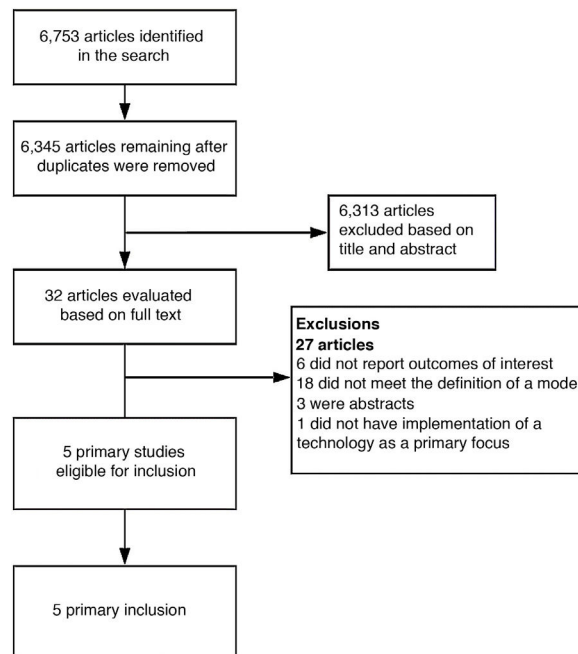 6,753 articles identified
in the search
6,345 articles remaining after
duplicates were removed
6,313 articles
excluded based on
title and abstract
32 articles evaluated
based on full text
Exclusions
27 articles
6 did not report outcomes of interest
18 did not meet the definition of a mode
3 were abstracts
1 did not have implementation of a
technology as a primary focus
5 primary studies
eligible for inclusion
5 primary inclusion